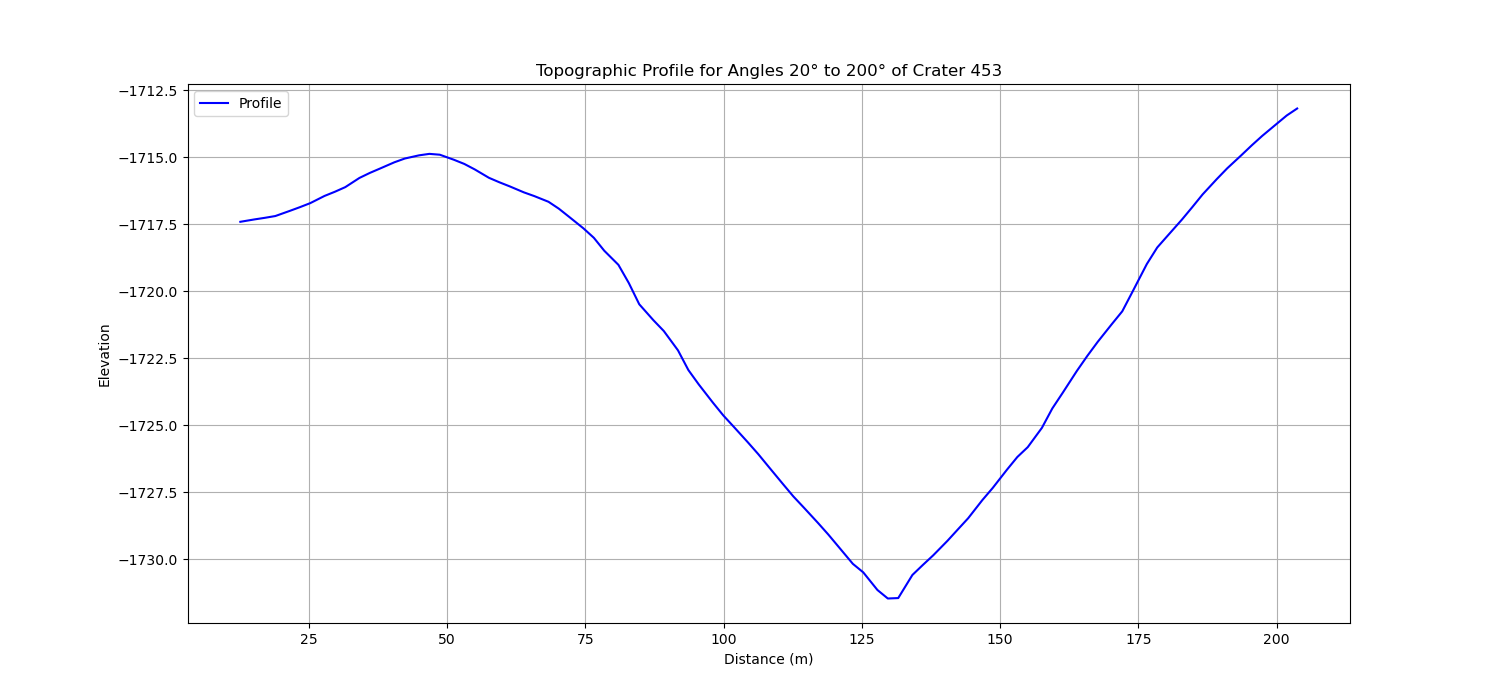 Topographic Profile for Angles 20° to 200° of Crater 453
Profile
−1712.5
−1715.0
−1717.5
−1720.0
−1722.5
−1725.0
−1727.5
−1730.0
Elevation
25 50 75 100 125 150 175 200
Distance (m)